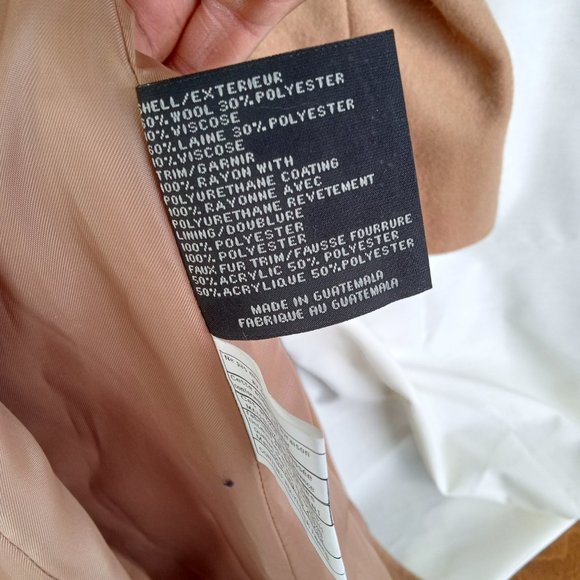 SHELL/EXTERIEUR
60% WOOL 30% POLYESTER
10% VISCOSE
60% LAINE 30% POLYESTER
10% VISCOSE
TRIM/GARNIR
100% RAYON WITH
POLYURETHANE COATING
100% RAYONNE AVEC
POLYURETHANE REVETEMENT
LINING/DOUBLURE
100% POLYESTER
100% POLYESTER
FAUX FUR TRIM/FAUSSE FOURRURE
50% ACRYLIC 50% POLYESTER
50% ACRYLIQUE 50% POLYESTER
MADE IN GUATEMALA
FABRIQUE AU GUATEMALA
Ne pas